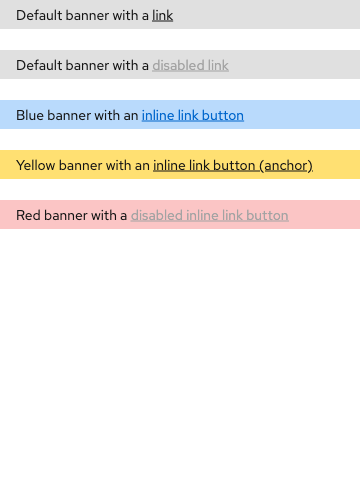 Default banner with a link
Default banner with a disabled link
Blue banner with an inline link button
Yellow banner with an inline link button (anchor)
Red banner with a disabled inline link button